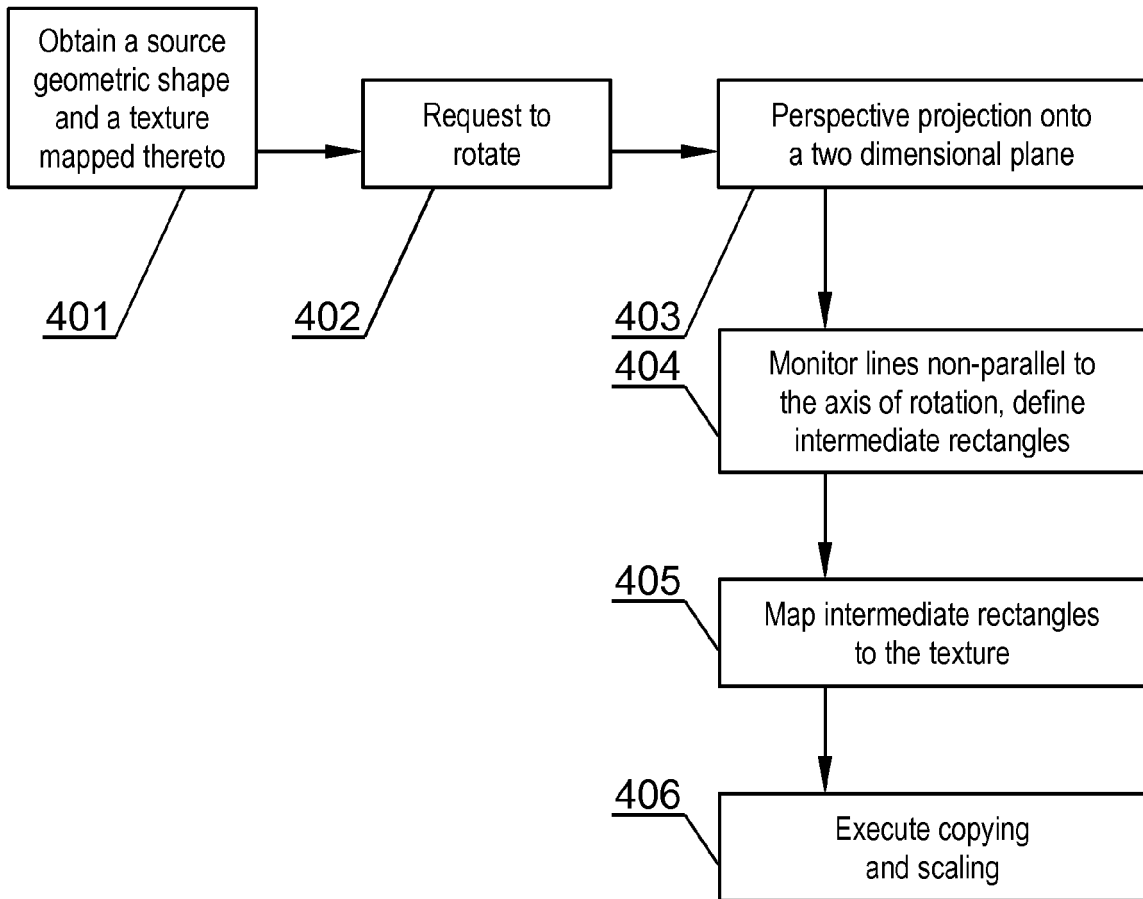 Obtain a source
geometric shape
and a texture
mapped thereto
401
Request to
rotate
402
Perspective projection onto
a two dimensional plane
403
Monitor lines non-parallel to
the axis of rotation, define
intermediate rectangles
404
Map intermediate rectangles
to the texture
405
Execute copying
and scaling
406